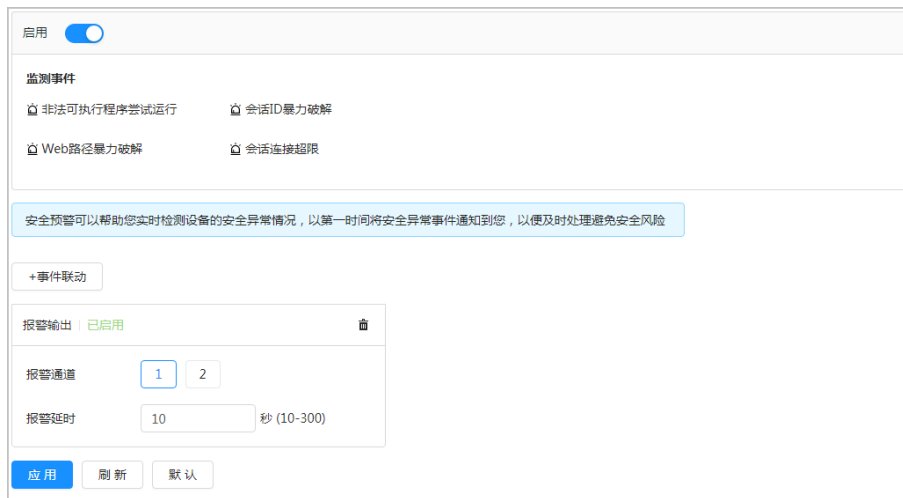 启用
监测事件
非法可执行程序尝试运行 会话ID暴力破解
Web路径暴力破解 会话连接超限
安全预警可以帮助您实时检测设备的安全异常情况，以第一时间将安全异常事件通知到您，以便及时处理避免安全风险
+事件联动
报警输出 已启用
报警通道 1 2
报警延时 10 秒 (10-300)
应用 刷新 默认